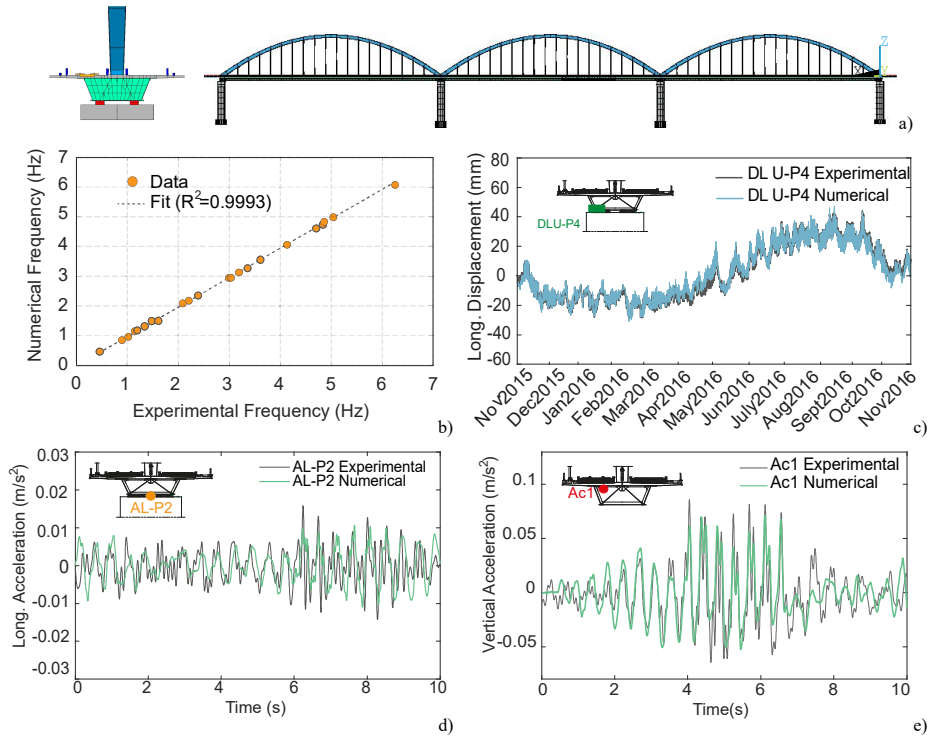 Z
X
Y
a)
7
6
5
4
3
2
1
0
Numerical Frequency (Hz)
Data
Fit (R²=0.9993)
0 1 2 3 4 5 6 7
Experimental Frequency (Hz)
b)
80
60
40
20
0
-20
-40
-60
Long. Displacement (mm)
DL U-P4 Experimental
DL U-P4 Numerical
DLU-P4
Nov2015 Dec2015 Jan2016 Feb2016 Mar2016 Apr2016 May2016 Jun2016 July2016 Aug2016 Sept2016 Oct2016 Nov2016
c)
0.03
0.02
0.01
0
-0.01
-0.02
-0.03
Long. Acceleration (m/s²)
AL-P2 Experimental
AL-P2 Numerical
AL-P2
0 2 4 6 8 10
Time (s)
d)
0.1
0.05
0
-0.05
Vertical Acceleration (m/s²)
Ac1 Experimental
Ac1 Numerical
Ac1
0 2 4 6 8 10
Time(s)
e)